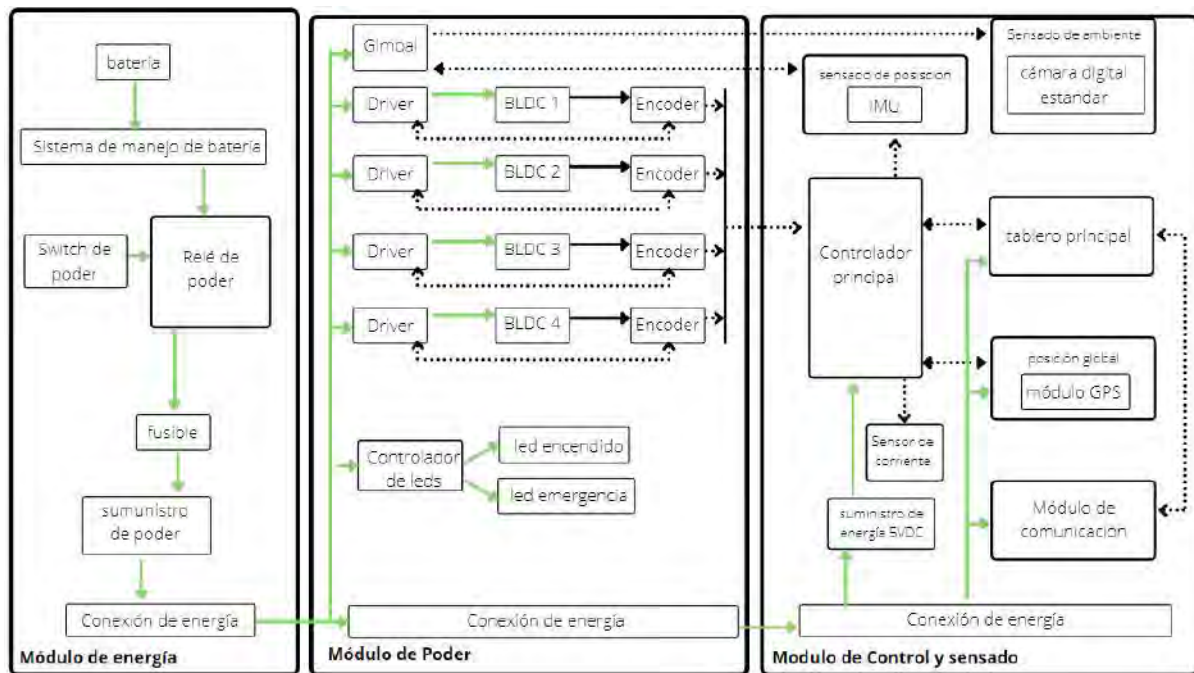 batería
Sistema de manejo de batería
Switch de
poder
Relé de
poder
fusible
sumunistro
de poder
Conexión de energía
Módulo de energía
Gimbal
Driver
BLDC 1
Encoder
Driver
BLDC 2
Encoder
Driver
BLDC 3
Encoder
Driver
BLDC 4
Encoder
Controlador
de leds
led encendido
led emergencia
Conexión de energía
Módulo de Poder
sensado de posiscion
IMU
Sensado de ambiente
cámara digital
estándar
Controlador
principal
tablero principal
posición global
módulo GPS
Sensor de
corriente
suministro de
energía 5VDC
Módulo de
comunicación
Conexión de energía
Modulo de Control y sensado